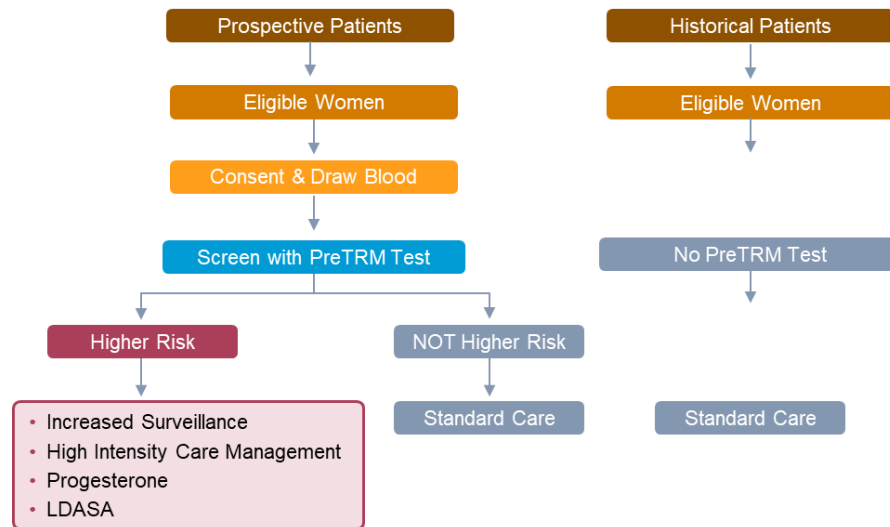 Prospective Patients
Historical Patients
Eligible Women
Eligible Women
Consent & Draw Blood
Screen with PreTRM Test
No PreTRM Test
Higher Risk
NOT Higher Risk
• Increased Surveillance
• High Intensity Care Management
• Progesterone
• LDASA
Standard Care
Standard Care